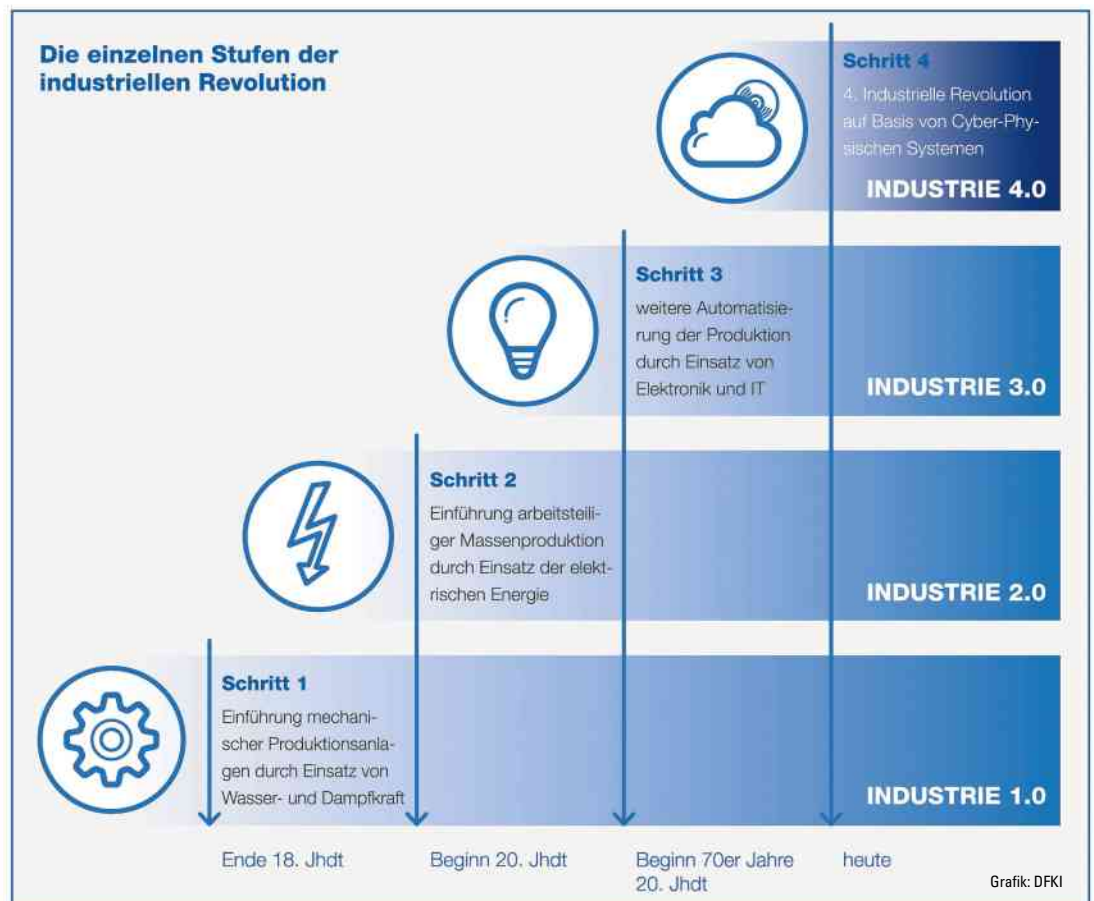 Die einzelnen Stufen der
industriellen Revolution
Schritt 4
4. Industrielle Revolution
auf Basis von Cyber-Phy-
sischen Systemen
INDUSTRIE 4.0
Schritt 3
weitere Automatisie-
rung der Produktion
durch Einsatz von
Elektronik und IT
INDUSTRIE 3.0
Schritt 2
Einführung arbeitsteili-
ger Massenproduktion
durch Einsatz der elekt-
rischen Energie
INDUSTRIE 2.0
Schritt 1
Einführung mechani-
scher Produktionsanla-
gen durch Einsatz von
Wasser- und Dampfkraft
INDUSTRIE 1.0
Ende 18. Jhdt
Beginn 20. Jhdt
Beginn 70er Jahre
20. Jhdt
heute
Grafik: DFKI